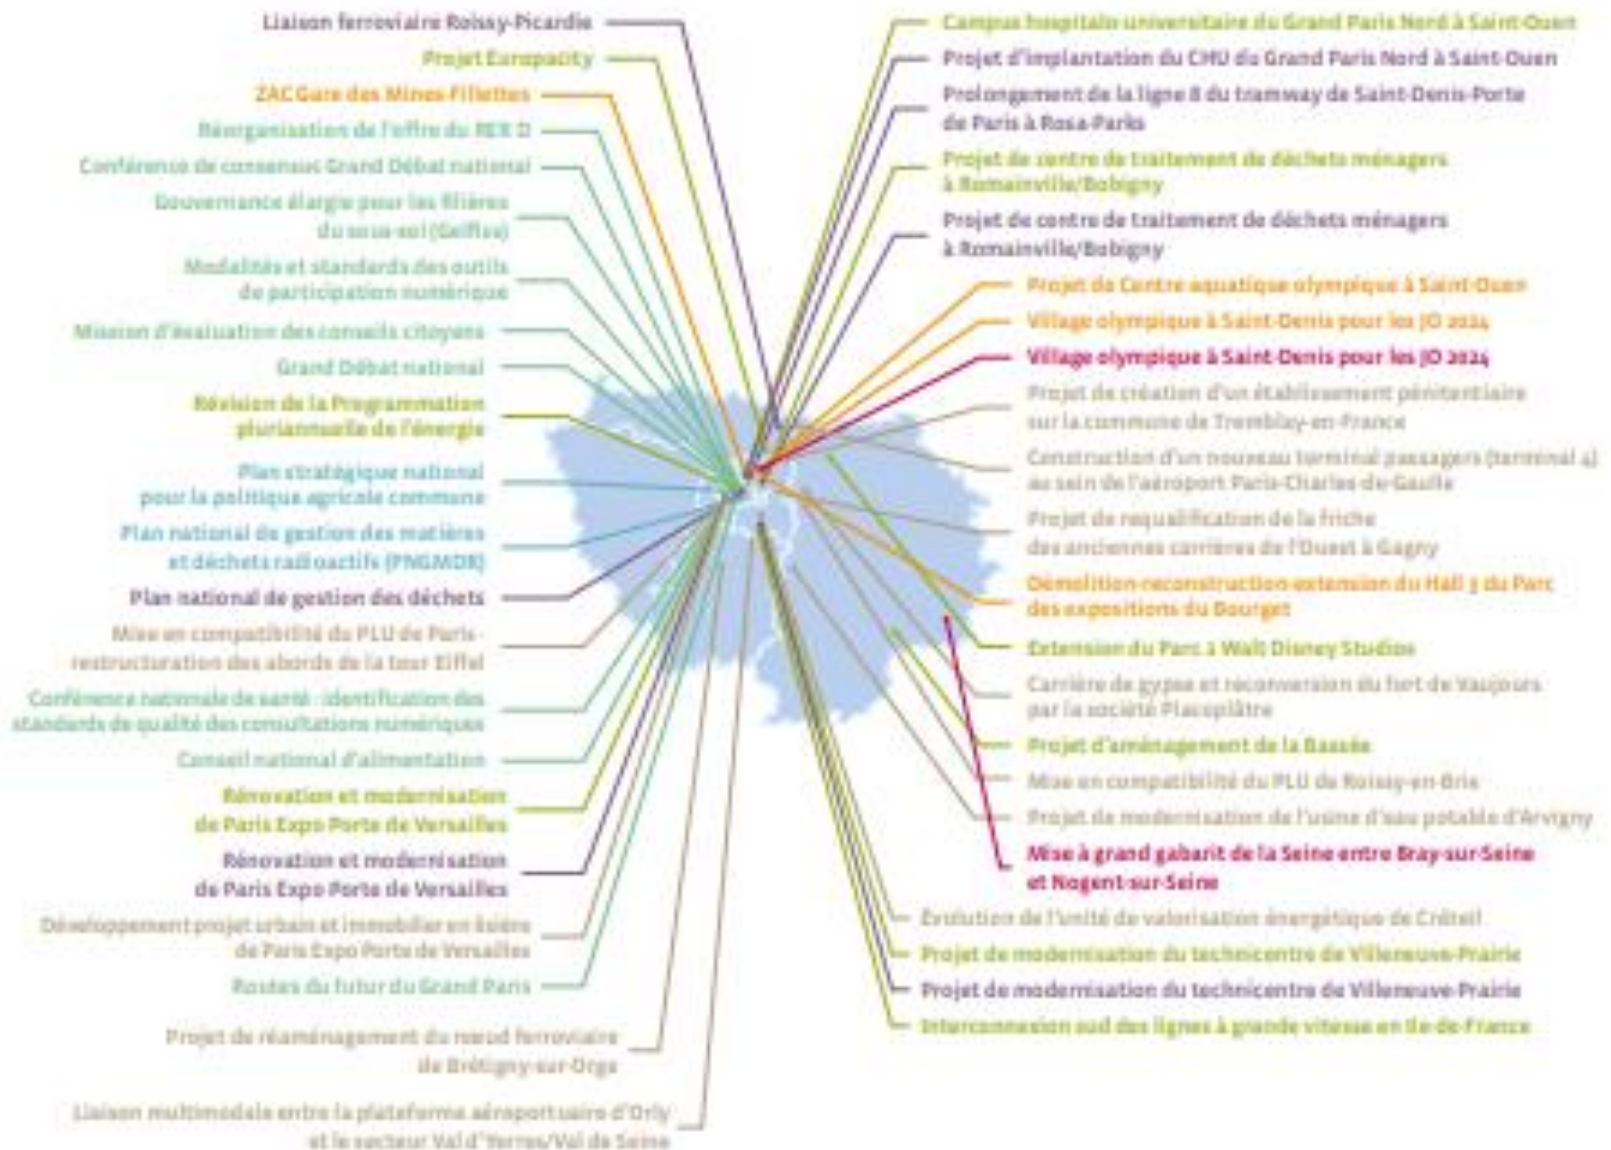 Liaison ferroviaire Roissy-Picardie
Projet Europacity
ZAC Gare des Mines-Fillettes
Réorganisation de l'offre du RER D
Conférence de consensus Grand Débat national
Gouvernance élargie pour les filières
du sous-sol (Gelfiss)
Modalités et standards des outils
de participation numérique
Mission d'évaluation des conseils citoyens
Grand Débat national
Révision de la Programmation
pluriannuelle de l'énergie
Plan stratégique national
pour la politique agricole commune
Plan national de gestion des matières
et déchets radioactifs (PNGMDR)
Plan national de gestion des déchets
Mise en compatibilité du PLU de Paris -
restructuration des abords de la tour Eiffel
Conférence nationale de santé : identification des
standards de qualité des consultations numériques
Conseil national d'alimentation
Rénovation et modernisation
de Paris Expo Porte de Versailles
Rénovation et modernisation
de Paris Expo Porte de Versailles
Développement projet urbain et immobilier en lisière
de Paris Expo Porte de Versailles
Routes du futur du Grand Paris
Projet de réaménagement du nœud ferroviaire
de Brétigny-sur-Orge
Liaison multimodale entre la plateforme aéroportuaire d'Orly
et le secteur Val d'Yerres/Val de Seine
Campus hospitalo-universitaire du Grand Paris Nord à Saint-Ouen
Projet d'implantation du CHU du Grand Paris Nord à Saint-Ouen
Prolongement de la ligne 8 du tramway de Saint-Denis-Porte
de Paris à Rosa-Parks
Projet de centre de traitement de déchets ménagers
à Romainville/Bobigny
Projet de centre de traitement de déchets ménagers
à Romainville/Bobigny
Projet de Centre aquatique olympique à Saint-Ouen
Village olympique à Saint-Denis pour les JO 2024
Village olympique à Saint-Denis pour les JO 2024
Projet de création d'un établissement pénitentiaire
sur la commune de Tremblay-en-France
Construction d'un nouveau terminal passagers (terminal 4)
au sein de l'aéroport Paris-Charles-de-Gaulle
Projet de requalification de la friche
des anciennes carrières de l'Ouest à Gagny
Démolition-reconstruction-extension du Hall 3 du Parc
des expositions du Bourget
Extension du Parc 2 Walt Disney Studios
Carrière de gypse et reconversion du fort de Vaujours
par la société Placoplâtre
Projet d'aménagement de la Bassée
Mise en compatibilité du PLU de Roissy-en-Brie
Projet de modernisation de l'usine d'eau potable d'Arvigny
Mise à grand gabarit de la Seine entre Bray-sur-Seine
et Nogent-sur-Seine
Évolution de l'unité de valorisation énergétique de Créteil
Projet de modernisation du technicentre de Villeneuve-Prairie
Projet de modernisation du technicentre de Villeneuve-Prairie
Interconnexion sud des lignes à grande vitesse en Ile-de-France